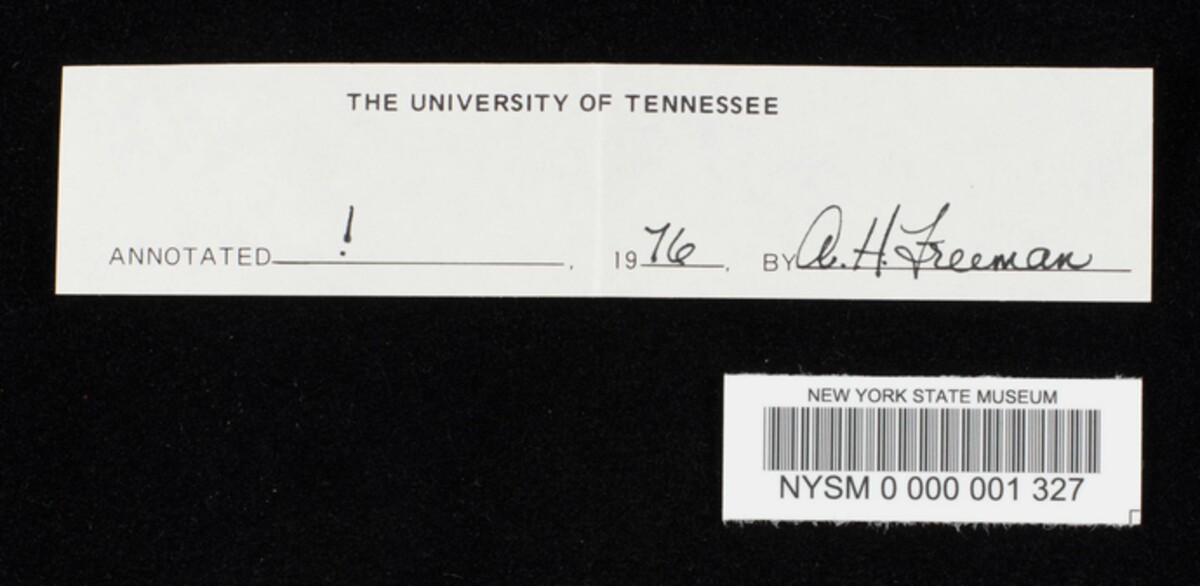 THE UNIVERSITY OF TENNESSEE
ANNOTATED ! , 1976. BY A. H. Freeman
NEW YORK STATE MUSEUM
NYSM 0 000 001 327